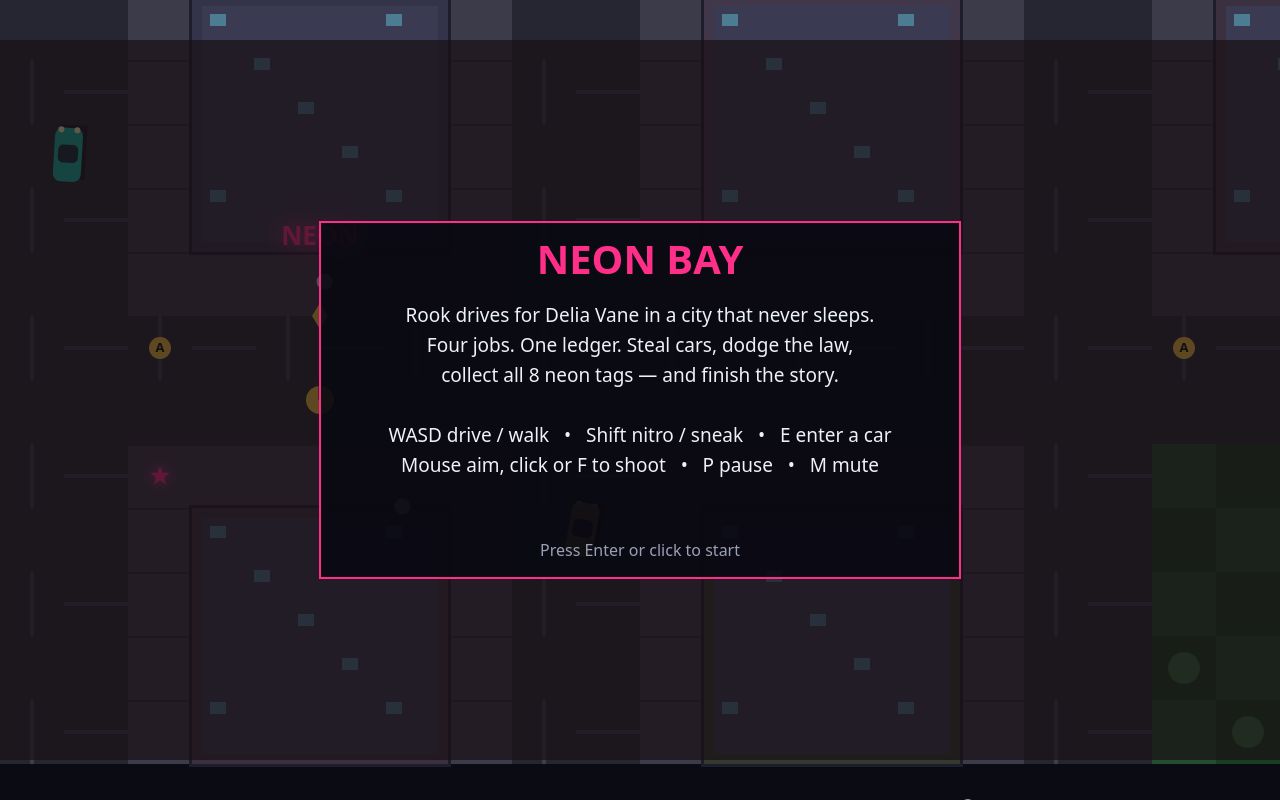 NEON
NEON BAY
Rook drives for Delia Vane in a city that never sleeps.
Four jobs. One ledger. Steal cars, dodge the law,
collect all 8 neon tags — and finish the story.
A
A
WASD drive / walk • Shift nitro / sneak • E enter a car
Mouse aim, click or F to shoot • P pause • M mute
Press Enter or click to start